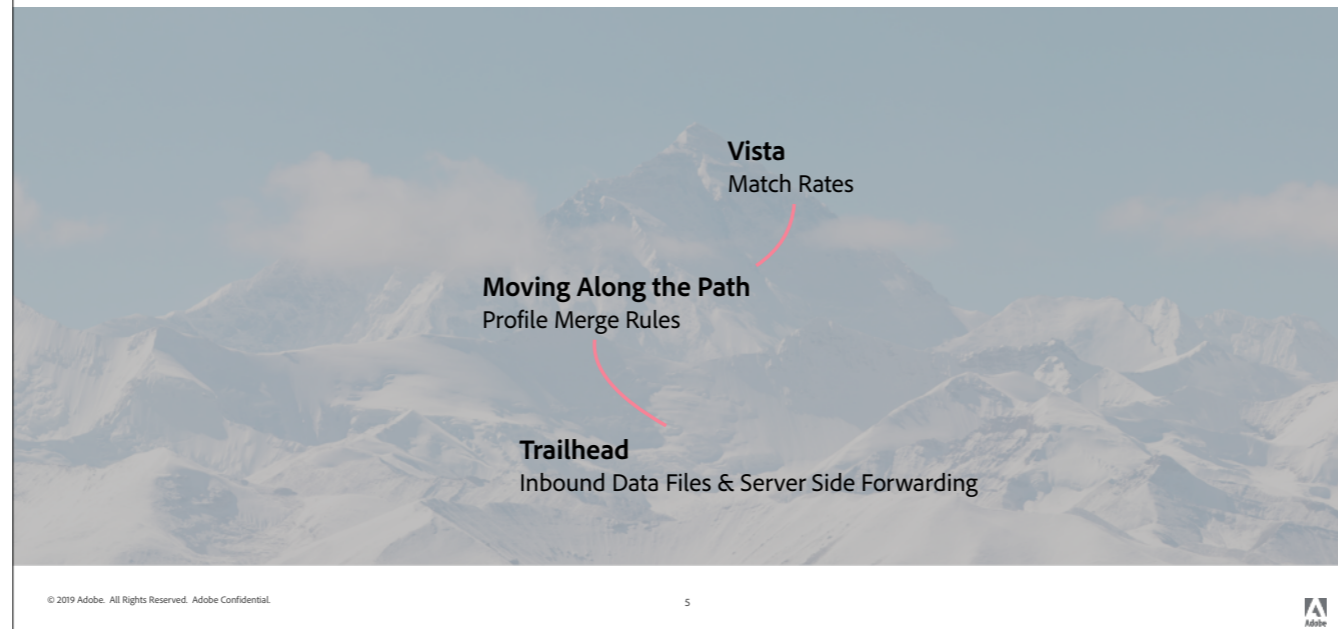 Vista
Match Rates
Moving Along the Path
Profile Merge Rules
Trailhead
Inbound Data Files & Server Side Forwarding
© 2019 Adobe. All Rights Reserved. Adobe Confidential.
5
Adobe